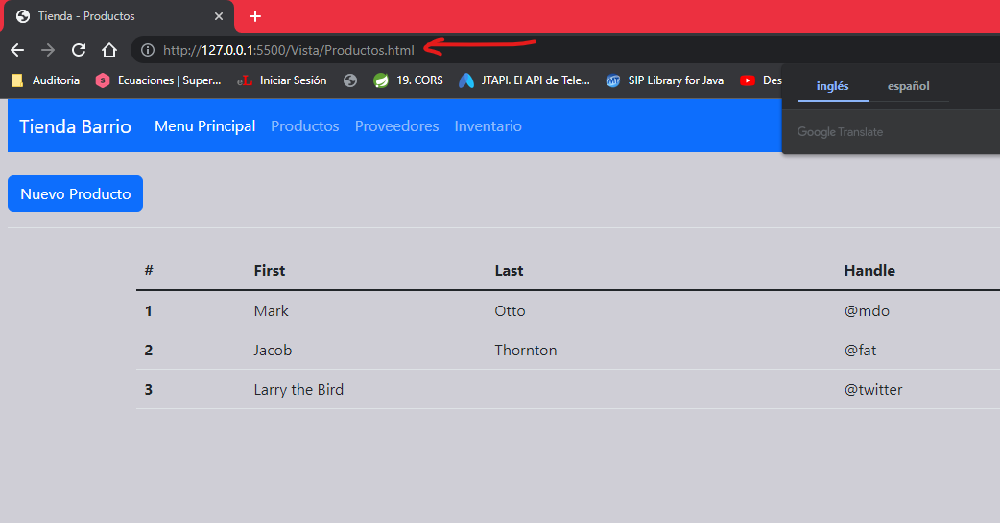 Tienda - Productos
http://127.0.0.1:5500/Vista/Productos.html
Auditoria Ecuaciones | Super... eL Iniciar Sesión 19. CORS JTAPI. El API de Tele... MT SIP Library for Java Des
inglés español
Google Translate
Tienda Barrio Menu Principal Productos Proveedores Inventario
Nuevo Producto
# First Last Handle
1 Mark Otto @mdo
2 Jacob Thornton @fat
3 Larry the Bird @twitter